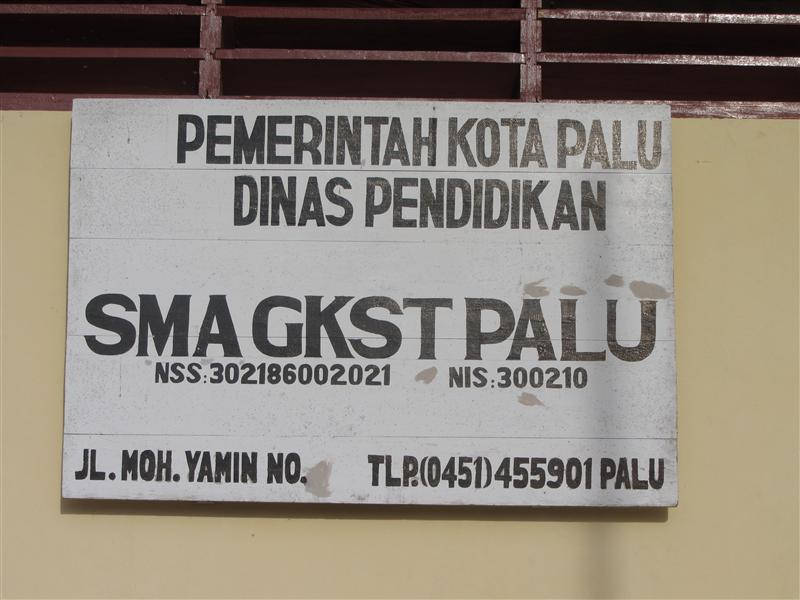 PEMERINTAH KOTA PALU
DINAS PENDIDIKAN
SMA GKST PALU
NSS: 302186002021 NIS: 300210
JL. MOH. YAMIN NO. TLP.(0451)455901 PALU